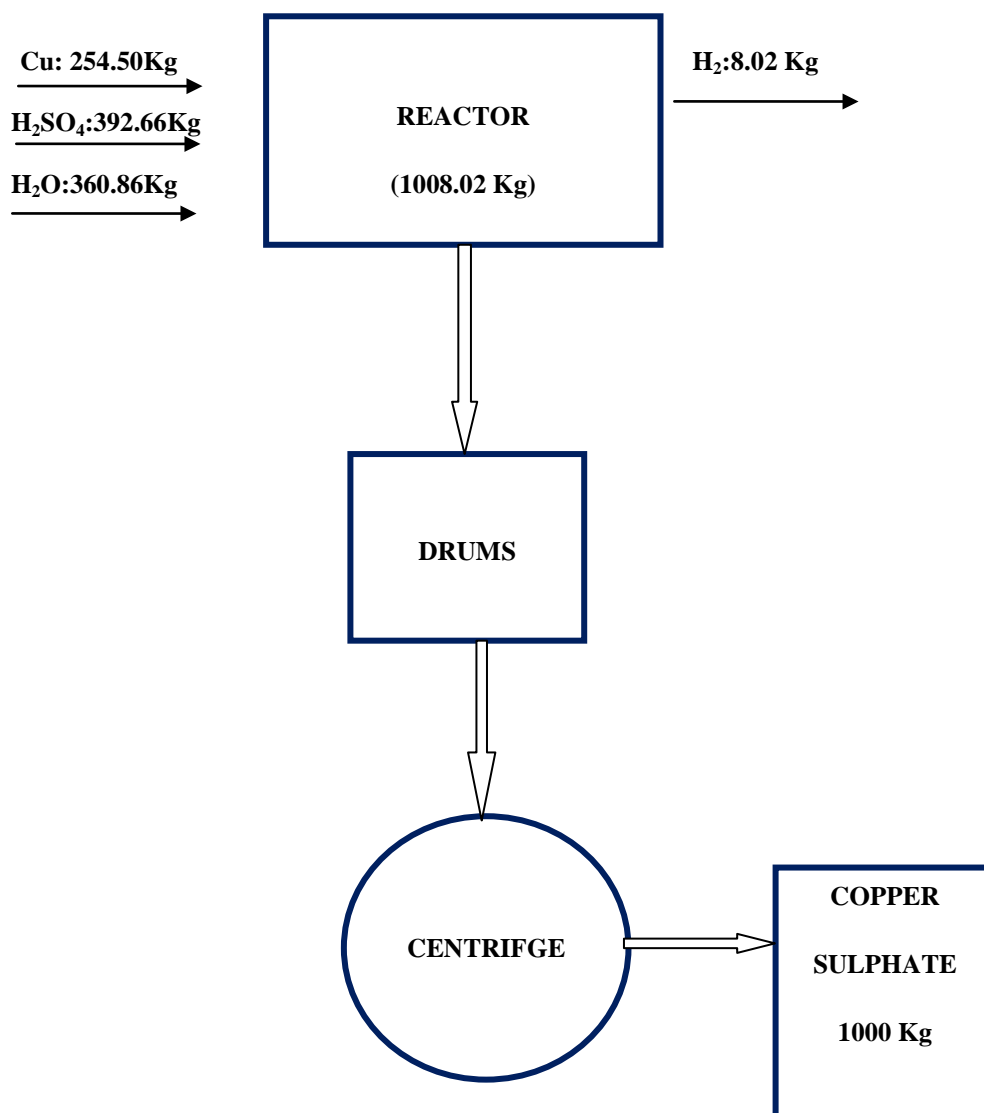 Cu: 254.50Kg
H₂SO₄:392.66Kg
H₂O:360.86Kg
REACTOR
(1008.02 Kg)
H₂:8.02 Kg
DRUMS
CENTRIFGE
COPPER
SULPHATE
1000 Kg